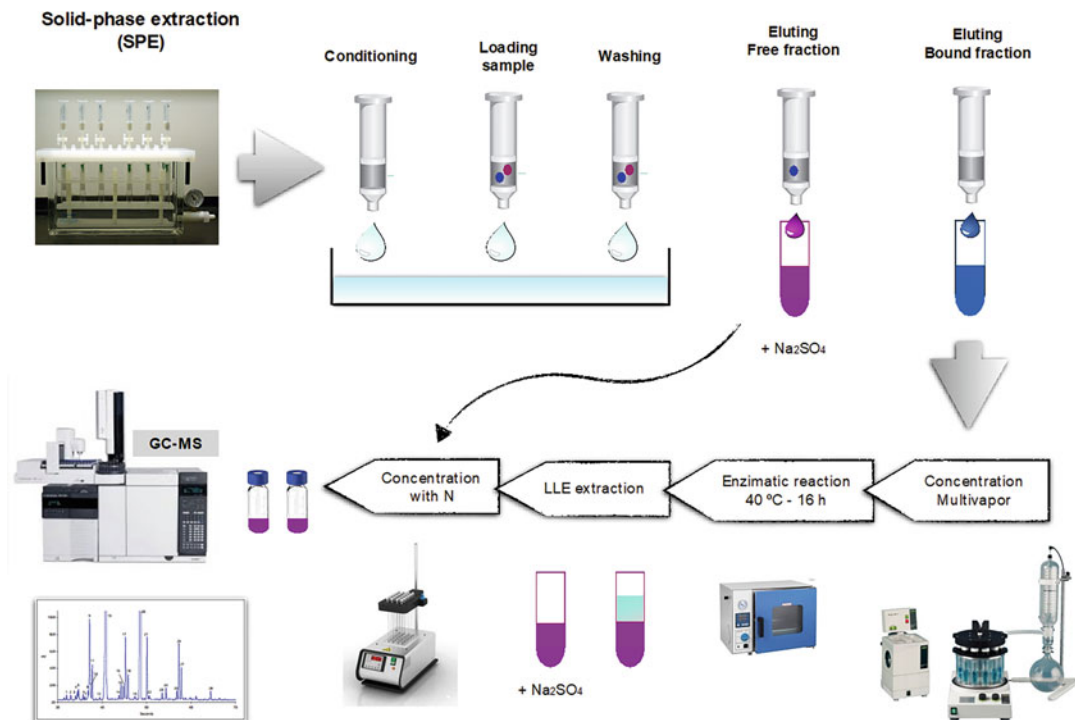 Solid-phase extraction
(SPE)
Conditioning
Loading
sample
Washing
Eluting
Free fraction
Eluting
Bound fraction
+ Na₂SO₄
GC-MS
Concentration
with N
LLE extraction
Enzimatic reaction
40 ºC - 16 h
Concentration
Multivapor
+ Na₂SO₄